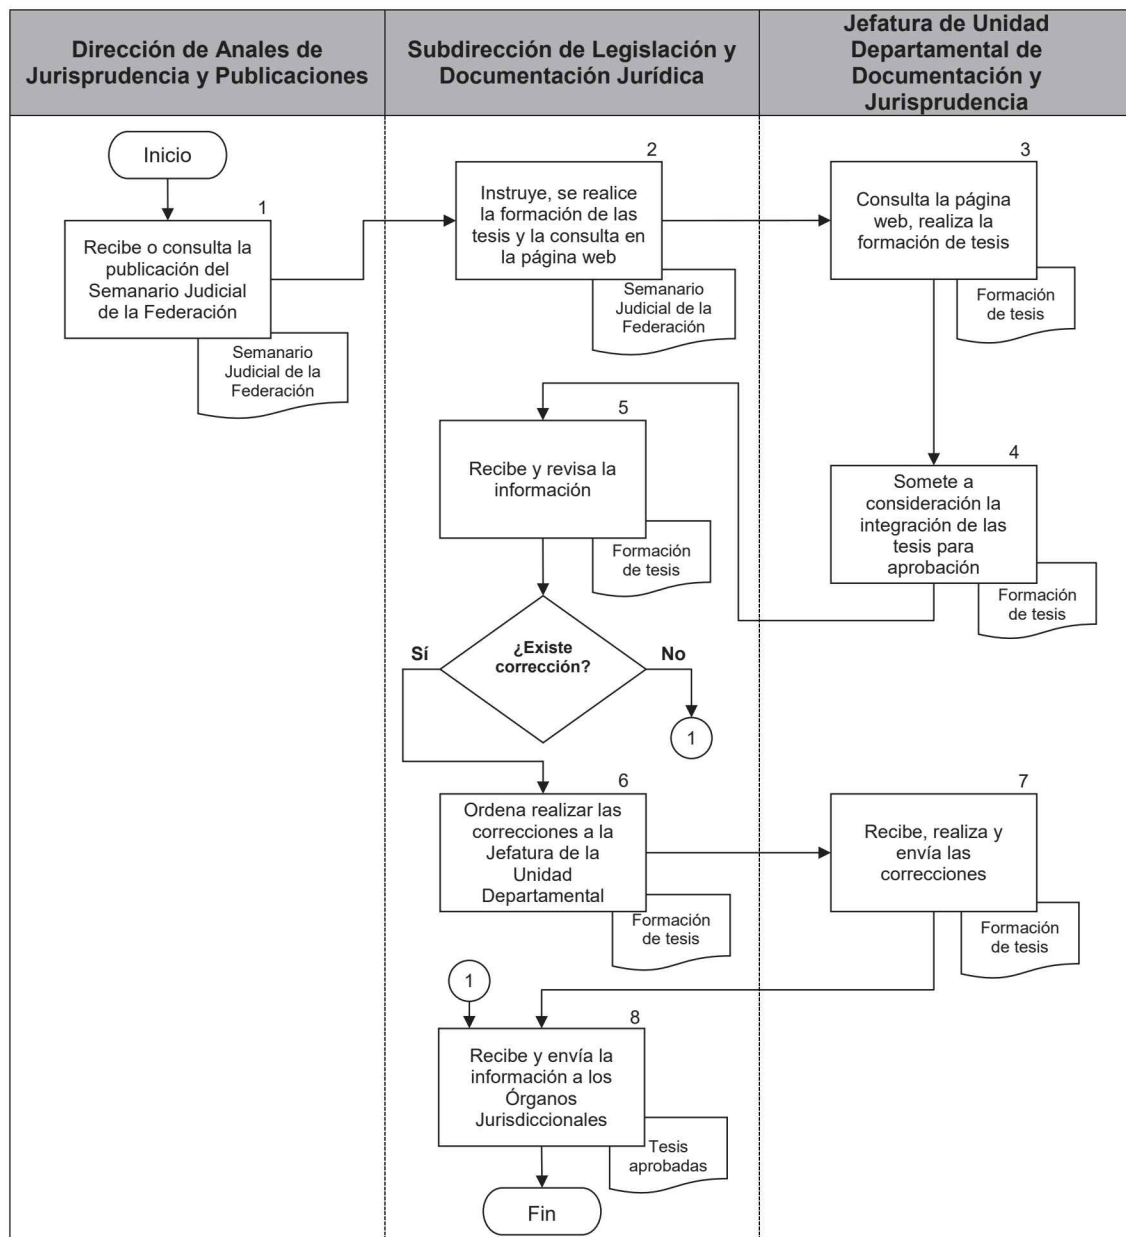 Dirección de Anales de
Jurisprudencia y Publicaciones
Subdirección de Legislación y
Documentación Jurídica
Jefatura de Unidad
Departamental de
Documentación y
Jurisprudencia
Inicio
1
Recibe o consulta la
publicación del
Semanario Judicial
de la Federación
Semanario
Judicial de la
Federación
2
Instruye, se realice
la formación de las
tesis y la consulta en
la página web
Semanario
Judicial de la
Federación
3
Consulta la página
web, realiza la
formación de tesis
Formación
de tesis
4
Somete a
consideración la
integración de las
tesis para
aprobación
Formación
de tesis
5
Recibe y revisa la
información
Formación
de tesis
¿Existe
corrección?
Sí
No
1
6
Ordena realizar las
correcciones a la
Jefatura de la
Unidad
Departamental
Formación
de tesis
7
Recibe, realiza y
envía las
correcciones
Formación
de tesis
1
8
Recibe y envía la
información a los
Órganos
Jurisdiccionales
Tesis
aprobadas
Fin